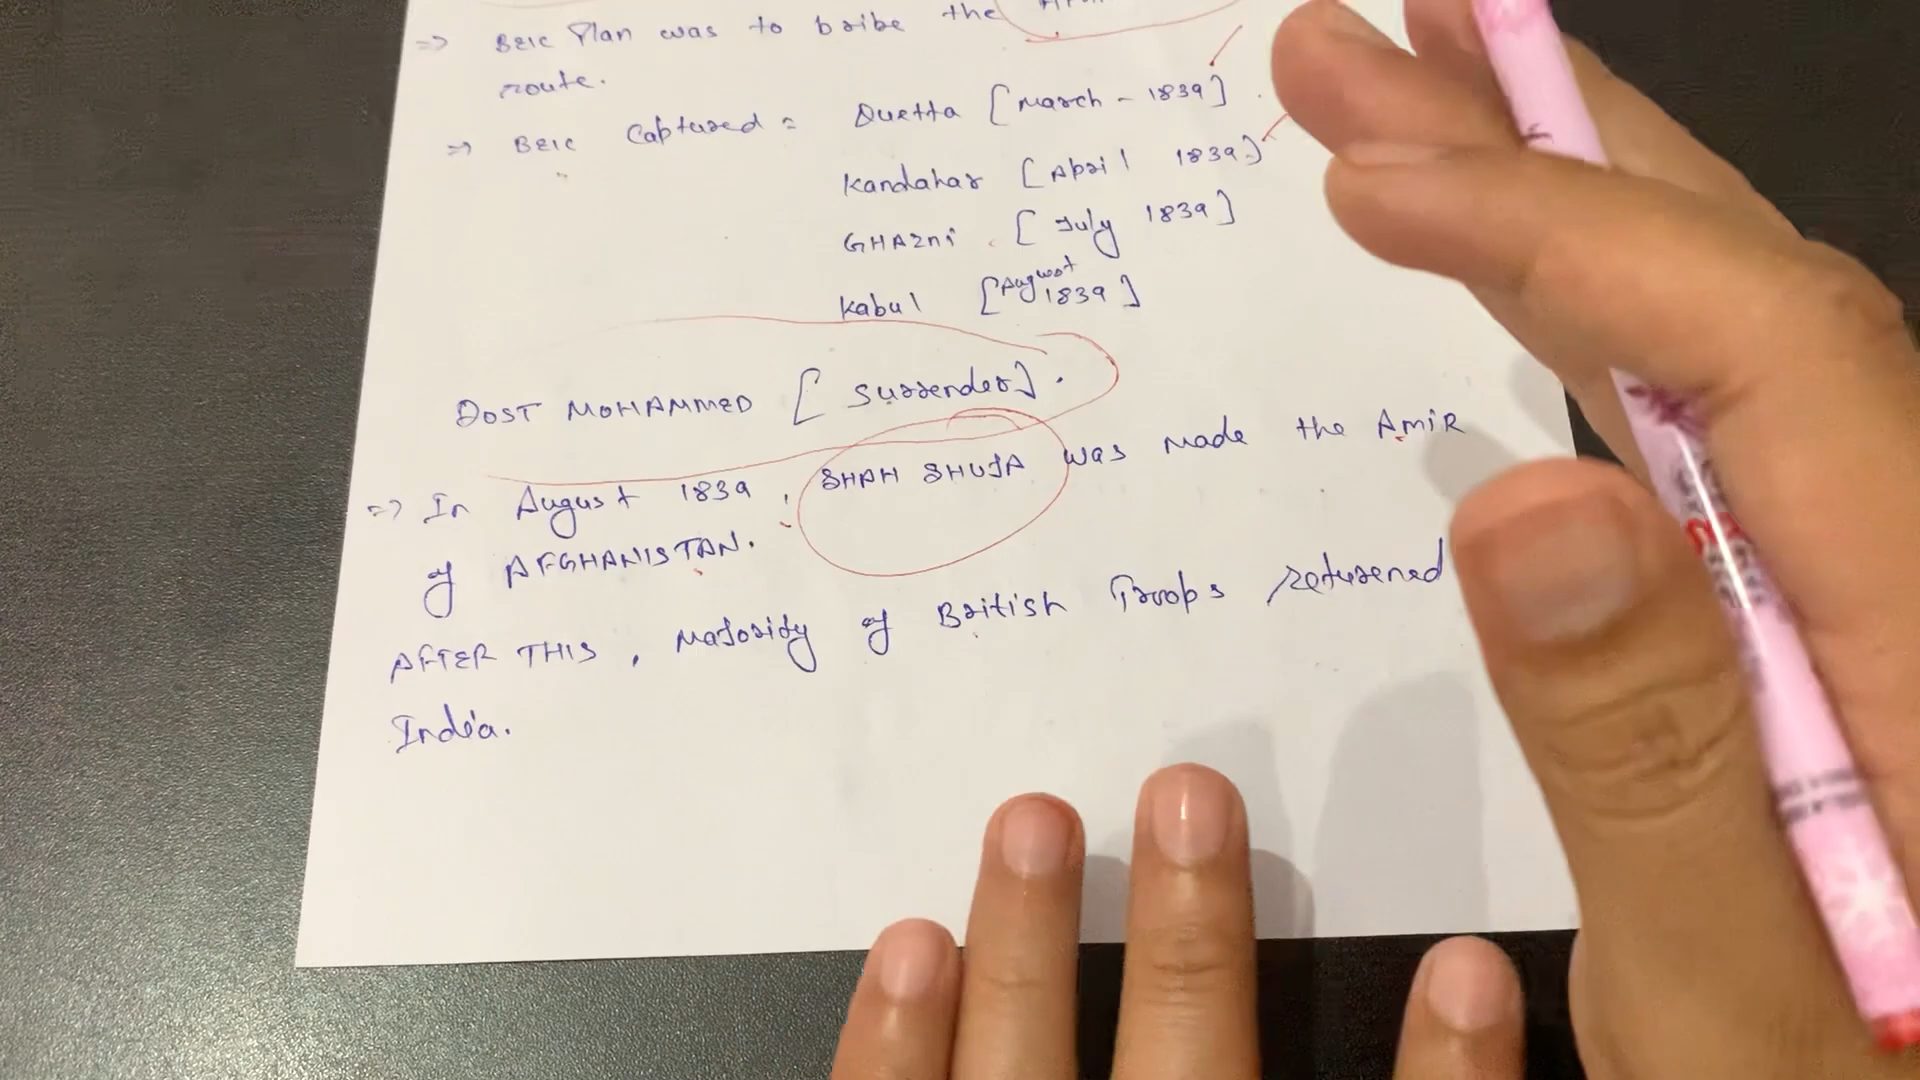 => BEIC Plan was to bribe the
route.
=> BEIC Captured = Quetta [March - 1839]
Kandahar [April 1839]
GHAZni [July 1839]
Kabul [August 1839]
DOST MOHAMMED [Surrender].
=> In August 1839, SHAH SHUJA was made the AmiR
of AFGHANISTAN.
AFTER THIS, Majority of British Troops returened
India.